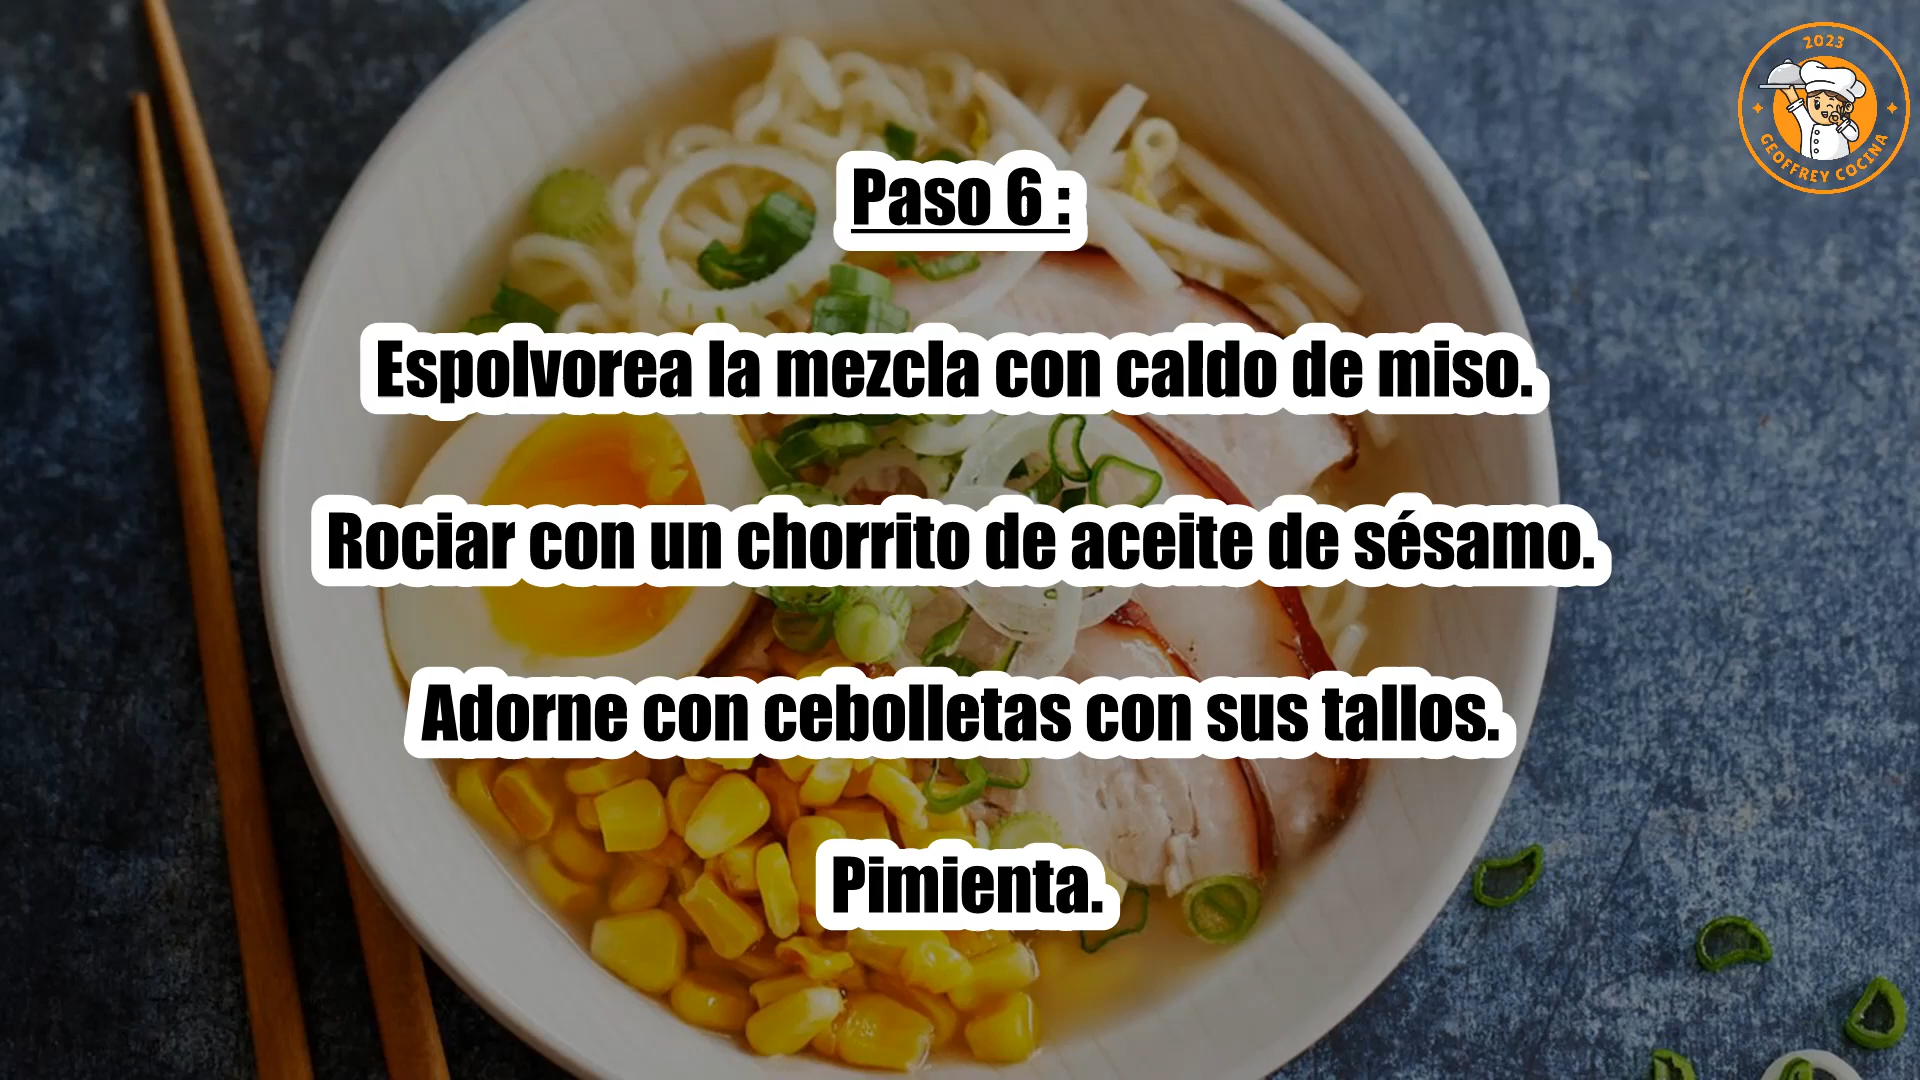 2023
GEOFFREY COCINA
Paso 6 :
Espolvorea la mezcla con caldo de miso.
Rociar con un chorrito de aceite de sésamo.
Adorne con cebolletas con sus tallos.
Pimienta.